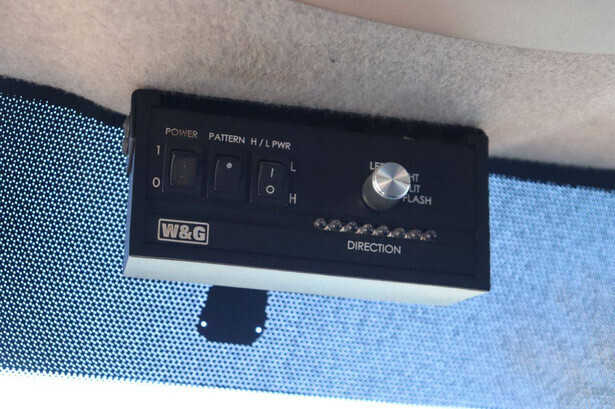 POWER PATTERN H / L PWR
1
0
L
H
FLASH
W&G
DIRECTION